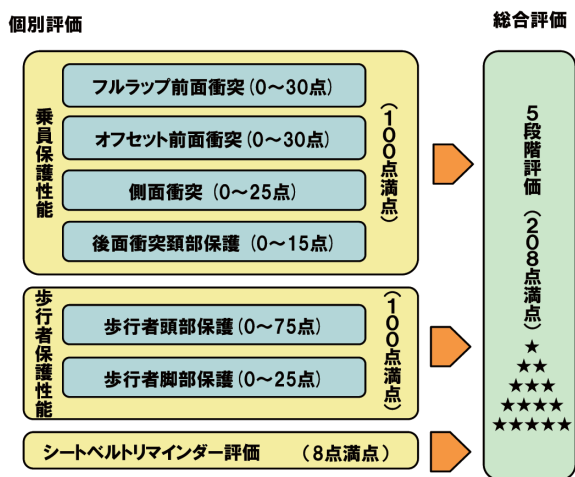 個別評価
総合評価
乗員保護性能
フルラップ前面衝突(0～30点)
オフセット前面衝突(0～30点)
側面衝突 (0～25点)
後面衝突頚部保護(0～15点)
(100点満点)
歩行者保護性能
歩行者頭部保護(0～75点)
歩行者脚部保護(0～25点)
(100点満点)
シートベルトリマインダー評価 (8点満点)
5段階評価 (208点満点)
★
★★
★★★
★★★★
★★★★★